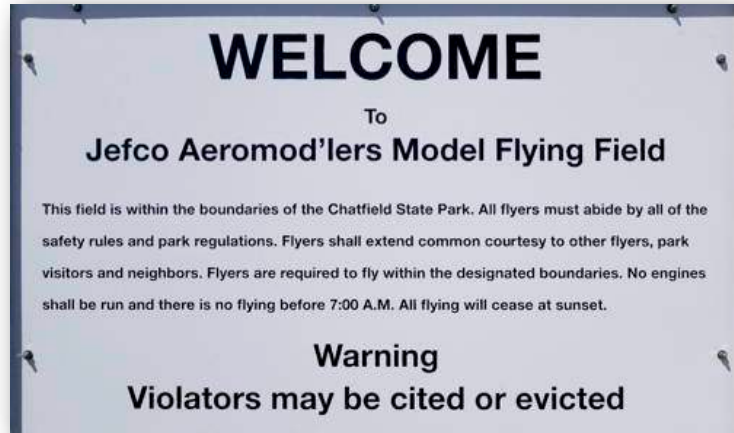 WELCOME
To
Jefco Aeromod'lers Model Flying Field
This field is within the boundaries of the Chatfield State Park. All flyers must abide by all of the
safety rules and park regulations. Flyers shall extend common courtesy to other flyers, park
visitors and neighbors. Flyers are required to fly within the designated boundaries. No engines
shall be run and there is no flying before 7:00 A.M. All flying will cease at sunset.
Warning
Violators may be cited or evicted